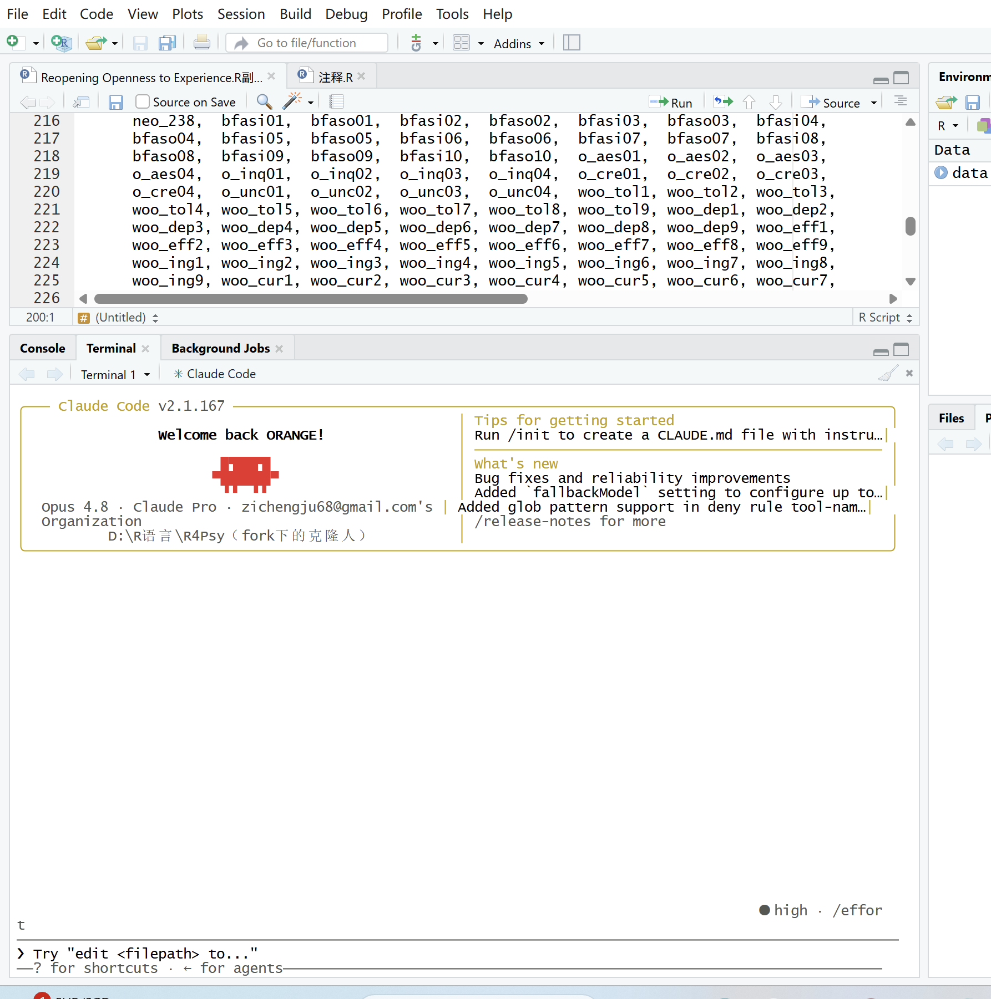 File Edit Code View Plots Session Build Debug Profile Tools Help
Go to file/function Addins
Reopening Openness to Experience.R副... 注释.R
Source on Save Run Source
216 neo_238, bfasi01, bfaso01, bfasi02, bfaso02, bfasi03, bfaso03, bfasi04,
217 bfaso04, bfasi05, bfaso05, bfasi06, bfaso06, bfasi07, bfaso07, bfasi08,
218 bfaso08, bfasi09, bfaso09, bfasi10, bfaso10, o_aes01, o_aes02, o_aes03,
219 o_aes04, o_inq01, o_inq02, o_inq03, o_inq04, o_cre01, o_cre02, o_cre03,
220 o_cre04, o_unc01, o_unc02, o_unc03, o_unc04, woo_tol1, woo_tol2, woo_tol3,
221 woo_tol4, woo_tol5, woo_tol6, woo_tol7, woo_tol8, woo_tol9, woo_dep1, woo_dep2,
222 woo_dep3, woo_dep4, woo_dep5, woo_dep6, woo_dep7, woo_dep8, woo_dep9, woo_eff1,
223 woo_eff2, woo_eff3, woo_eff4, woo_eff5, woo_eff6, woo_eff7, woo_eff8, woo_eff9,
224 woo_ing1, woo_ing2, woo_ing3, woo_ing4, woo_ing5, woo_ing6, woo_ing7, woo_ing8,
225 woo_ing9, woo_cur1, woo_cur2, woo_cur3, woo_cur4, woo_cur5, woo_cur6, woo_cur7,
226
200:1 # (Untitled) R Script
Console Terminal Background Jobs
Terminal 1 ✳ Claude Code
Claude Code v2.1.167
Welcome back ORANGE!
Opus 4.8 · Claude Pro · zichengju68@gmail.com's
Organization
D:\R语言\R4Psy（fork下的克隆人）
Tips for getting started
Run /init to create a CLAUDE.md file with instru…
What's new
Bug fixes and reliability improvements
Added `fallbackModel` setting to configure up to…
Added glob pattern support in deny rule tool-nam…
/release-notes for more
● high · /effor
t
❯ Try "edit <filepath> to..."
? for shortcuts · ← for agents
Environm
R
Data
data
Files P